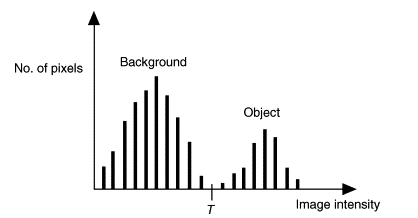 Background
No. of pixels
Object
Image intensity
T